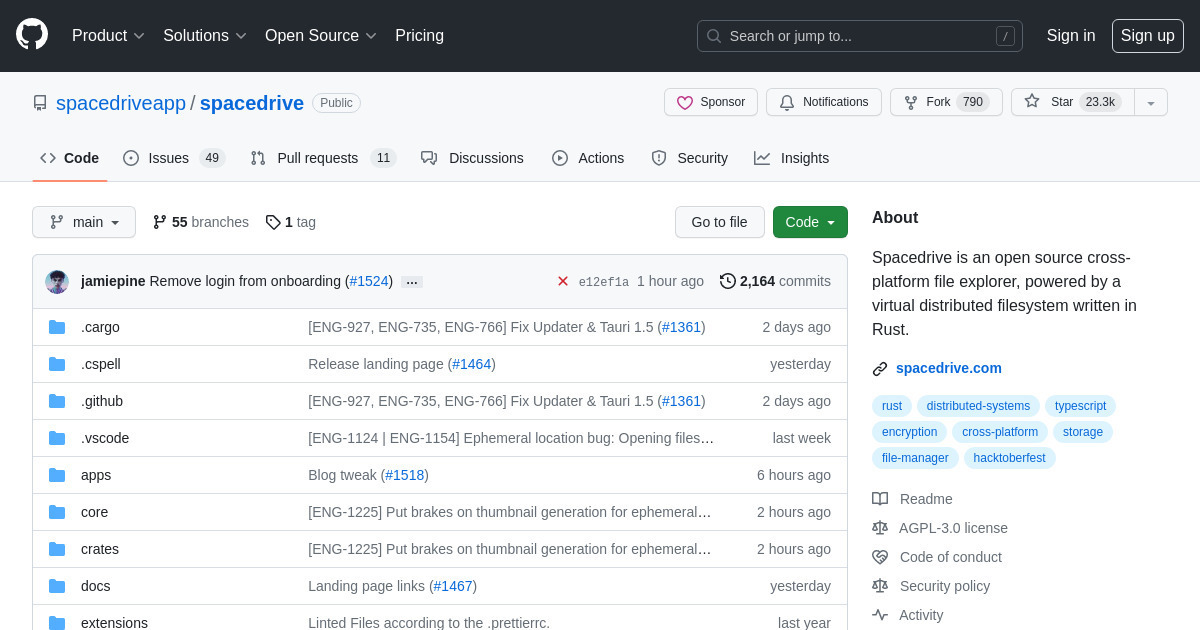 Product Solutions Open Source Pricing Search or jump to... / Sign in Sign up
spacedriveapp / spacedrive Public Sponsor Notifications Fork 790 Star 23.3k
Code Issues 49 Pull requests 11 Discussions Actions Security Insights
main 55 branches 1 tag Go to file Code
jamiepine Remove login from onboarding (#1524) ... e12ef1a 1 hour ago 2,164 commits
.cargo [ENG-927, ENG-735, ENG-766] Fix Updater & Tauri 1.5 (#1361) 2 days ago
.cspell Release landing page (#1464) yesterday
.github [ENG-927, ENG-735, ENG-766] Fix Updater & Tauri 1.5 (#1361) 2 days ago
.vscode [ENG-1124 | ENG-1154] Ephemeral location bug: Opening files… last week
apps Blog tweak (#1518) 6 hours ago
core [ENG-1225] Put brakes on thumbnail generation for ephemeral… 2 hours ago
crates [ENG-1225] Put brakes on thumbnail generation for ephemeral… 2 hours ago
docs Landing page links (#1467) yesterday
extensions Linted Files according to the .prettierrc. last year
About
Spacedrive is an open source cross-
platform file explorer, powered by a
virtual distributed filesystem written in
Rust.
spacedrive.com
rust distributed-systems typescript
encryption cross-platform storage
file-manager hacktoberfest
Readme
AGPL-3.0 license
Code of conduct
Security policy
Activity